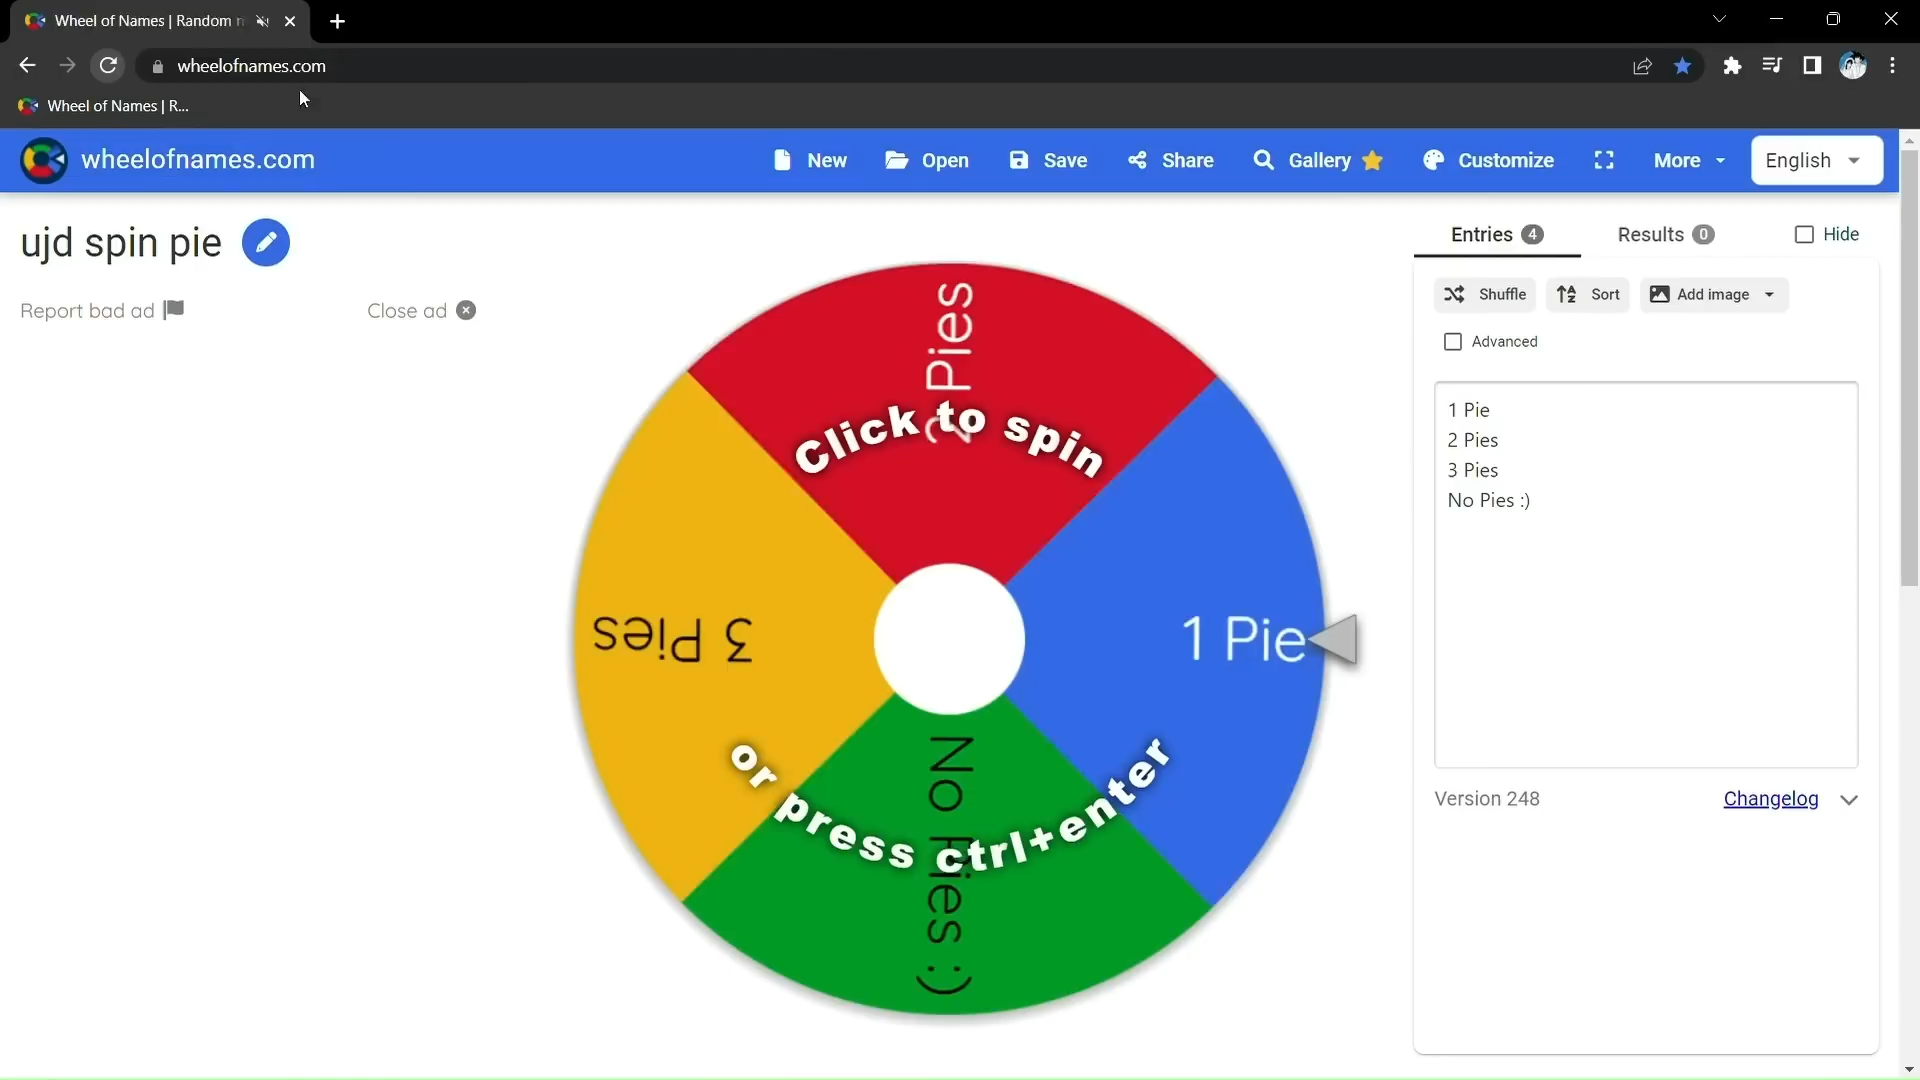 Wheel of Names | Random n
wheelofnames.com
Wheel of Names | R...
wheelofnames.com
New
Open
Save
Share
Gallery
Customize
More
English
ujd spin pie
Report bad ad
Close ad
Entries 4
Results 0
Hide
Shuffle
Sort
Add image
Advanced
1 Pie
2 Pies
3 Pies
No Pies :)
Version 248
Changelog
2 Pies
Click to spin
3 Pies
1 Pie
No Pies :)
or press ctrl+enter